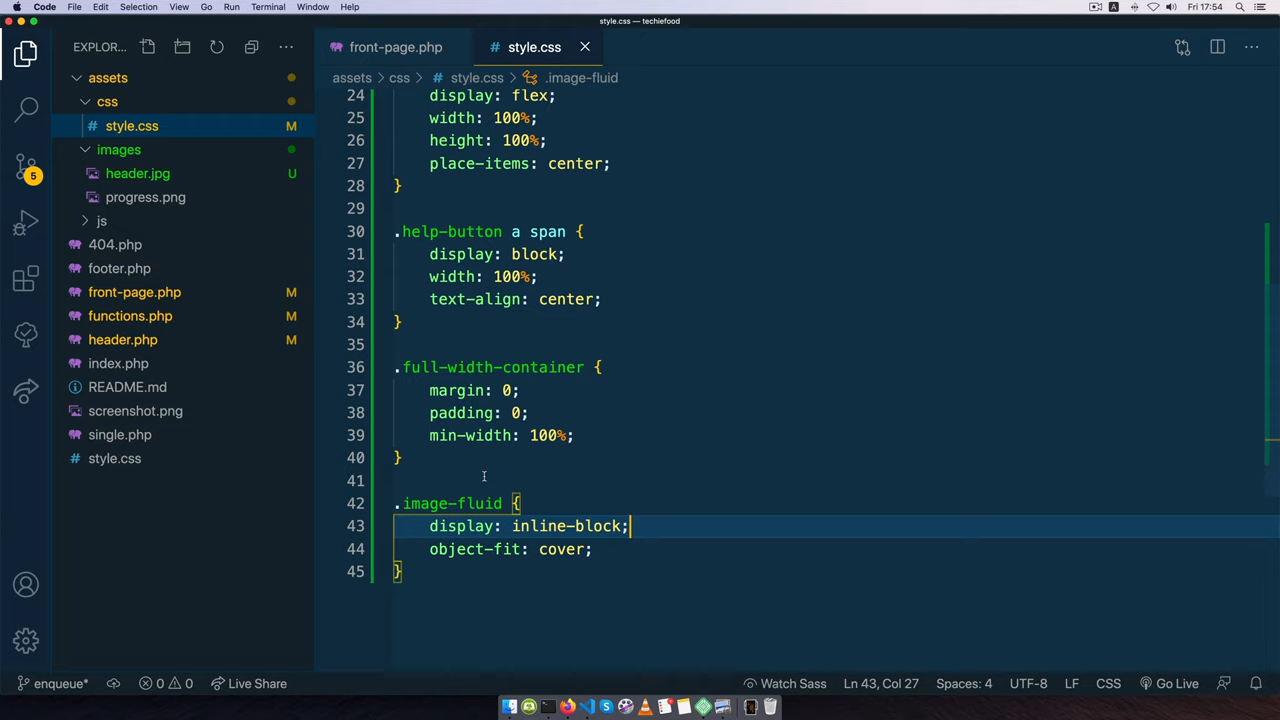 Code File Edit Selection View Go Run Terminal Window Help
A Fri 17:54
style.css — techiefood
EXPLOR...
front-page.php
# style.css
assets > css > # style.css > .image-fluid
assets
css
# style.css M
images
header.jpg U
progress.png
js
404.php
footer.php
front-page.php M
functions.php M
header.php M
index.php
README.md
screenshot.png
single.php
style.css
5
24 display: flex;
25 width: 100%;
26 height: 100%;
27 place-items: center;
28 }
29
30 .help-button a span {
31 display: block;
32 width: 100%;
33 text-align: center;
34 }
35
36 .full-width-container {
37 margin: 0;
38 padding: 0;
39 min-width: 100%;
40 }
41
42 .image-fluid {
43 display: inline-block;
44 object-fit: cover;
45 }
enqueue* 0 0 Live Share Watch Sass Ln 43, Col 27 Spaces: 4 UTF-8 LF CSS Go Live